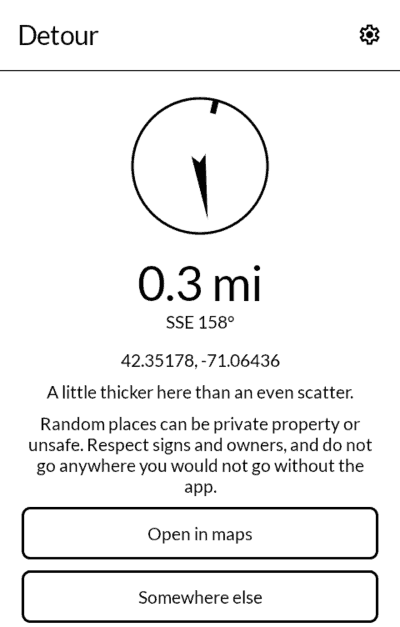 Detour
0.3 mi
SSE 158°
42.35178, -71.06436
A little thicker here than an even scatter.
Random places can be private property or
unsafe. Respect signs and owners, and do not
go anywhere you would not go without the
app.
Open in maps
Somewhere else